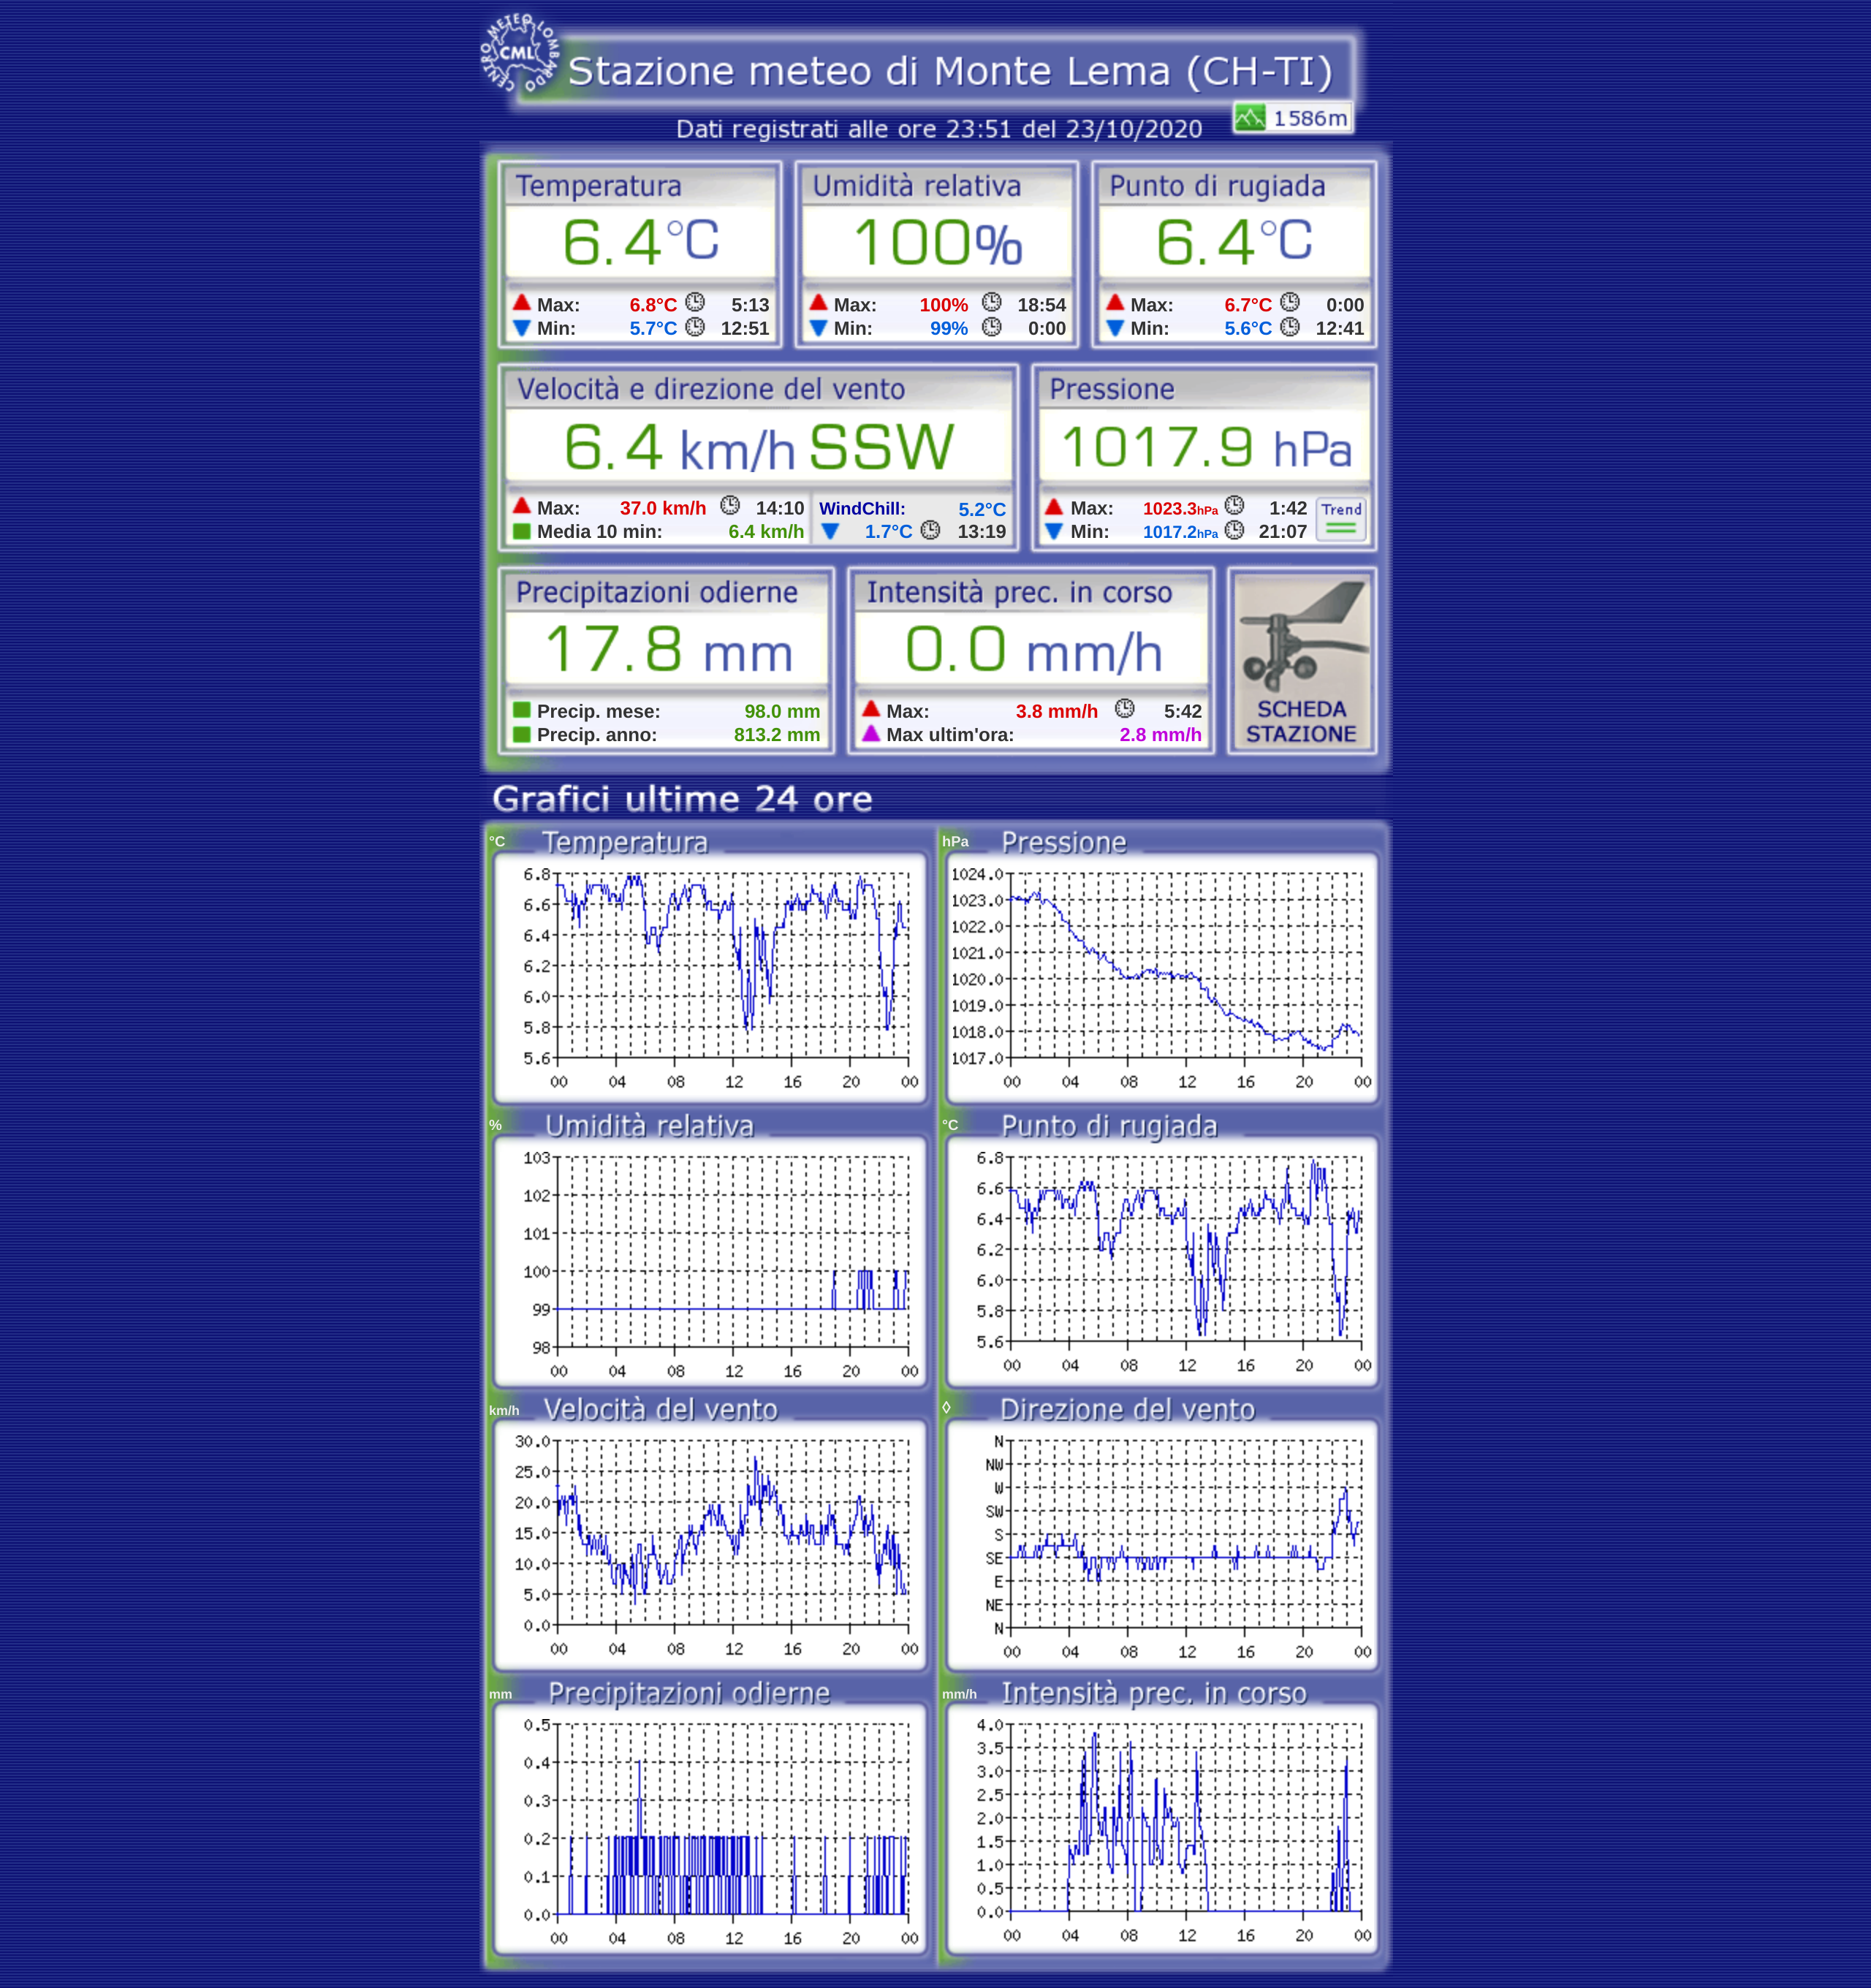 CENTRO METEO LOMBARDO
CML
Stazione meteo di Monte Lema (CH-TI)
1586m
Dati registrati alle ore 23:51 del 23/10/2020
Temperatura
6.4°C
Max: 6.8°C 5:13
Min: 5.7°C 12:51
Umidità relativa
100%
Max: 100% 18:54
Min: 99% 0:00
Punto di rugiada
6.4°C
Max: 6.7°C 0:00
Min: 5.6°C 12:41
Velocità e direzione del vento
6.4 km/h SSW
Max: 37.0 km/h 14:10
Media 10 min: 6.4 km/h
WindChill: 5.2°C
1.7°C 13:19
Pressione
1017.9 hPa
Max: 1023.3hPa 1:42
Min: 1017.2hPa 21:07
Trend
Precipitazioni odierne
17.8 mm
Precip. mese: 98.0 mm
Precip. anno: 813.2 mm
Intensità prec. in corso
0.0 mm/h
Max: 3.8 mm/h 5:42
Max ultim'ora: 2.8 mm/h
SCHEDA
STAZIONE
Grafici ultime 24 ore
°C Temperatura
6.8
6.6
6.4
6.2
6.0
5.8
5.6
00 04 08 12 16 20 00
hPa Pressione
1024.0
1023.0
1022.0
1021.0
1020.0
1019.0
1018.0
1017.0
00 04 08 12 16 20 00
% Umidità relativa
103
102
101
100
99
98
00 04 08 12 16 20 00
°C Punto di rugiada
6.8
6.6
6.4
6.2
6.0
5.8
5.6
00 04 08 12 16 20 00
km/h Velocità del vento
30.0
25.0
20.0
15.0
10.0
5.0
0.0
00 04 08 12 16 20 00
◊ Direzione del vento
N
NW
W
SW
S
SE
E
NE
N
00 04 08 12 16 20 00
mm Precipitazioni odierne
0.5
0.4
0.3
0.2
0.1
0.0
00 04 08 12 16 20 00
mm/h Intensità prec. in corso
4.0
3.5
3.0
2.5
2.0
1.5
1.0
0.5
0.0
00 04 08 12 16 20 00